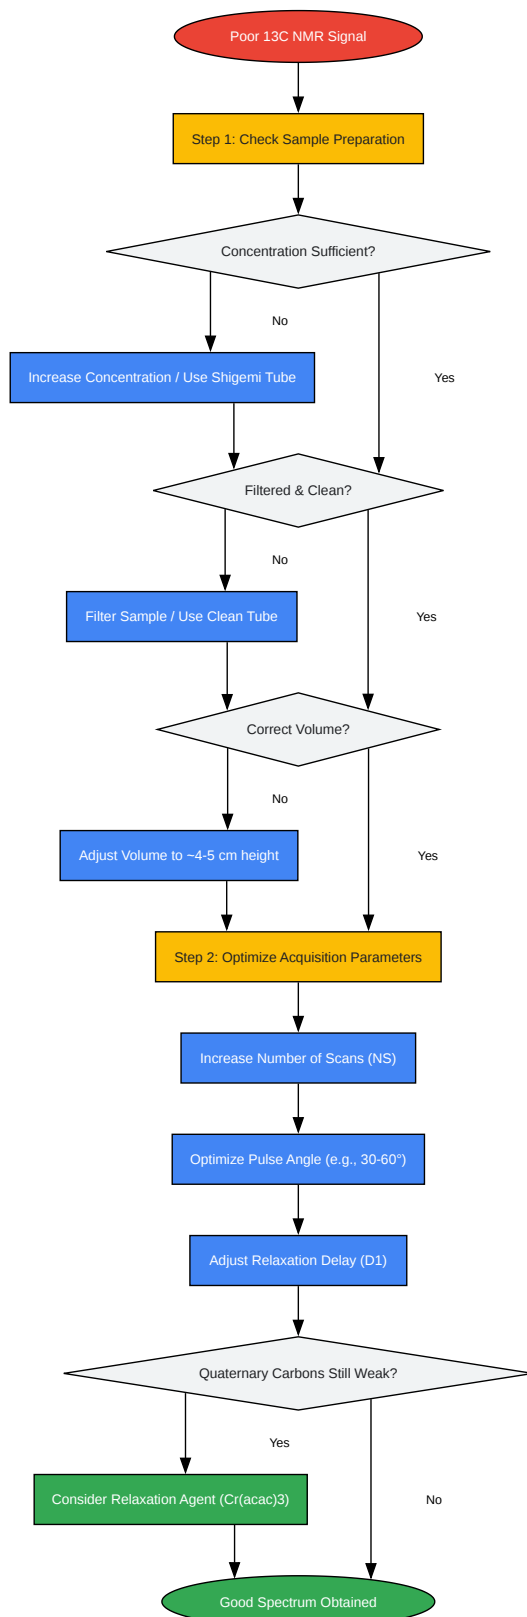 Poor 13C NMR Signal
Step 1: Check Sample Preparation
Concentration Sufficient?
No
Increase Concentration / Use Shigemi Tube
Yes
Filtered & Clean?
No
Filter Sample / Use Clean Tube
Yes
Correct Volume?
No
Adjust Volume to ~4-5 cm height
Yes
Step 2: Optimize Acquisition Parameters
Increase Number of Scans (NS)
Optimize Pulse Angle (e.g., 30-60°)
Adjust Relaxation Delay (D1)
Quaternary Carbons Still Weak?
Yes
Consider Relaxation Agent (Cr(acac)3)
No
Good Spectrum Obtained